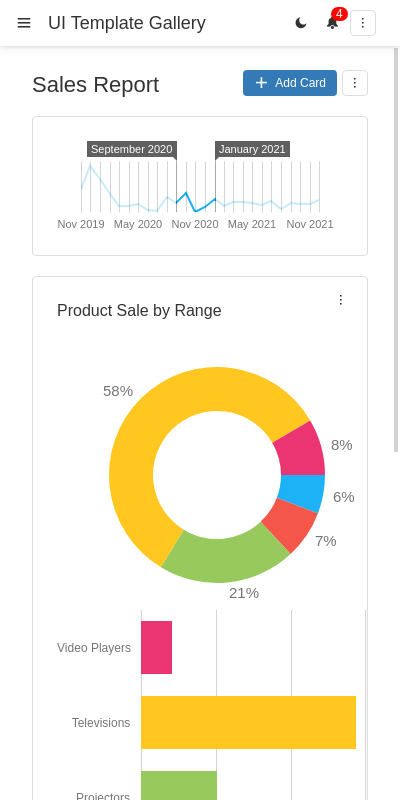 UI Template Gallery
4
Sales Report
Add Card
September 2020
January 2021
Nov 2019 May 2020 Nov 2020 May 2021 Nov 2021
Product Sale by Range
58%
8%
6%
7%
21%
Video Players
Televisions
Projectors